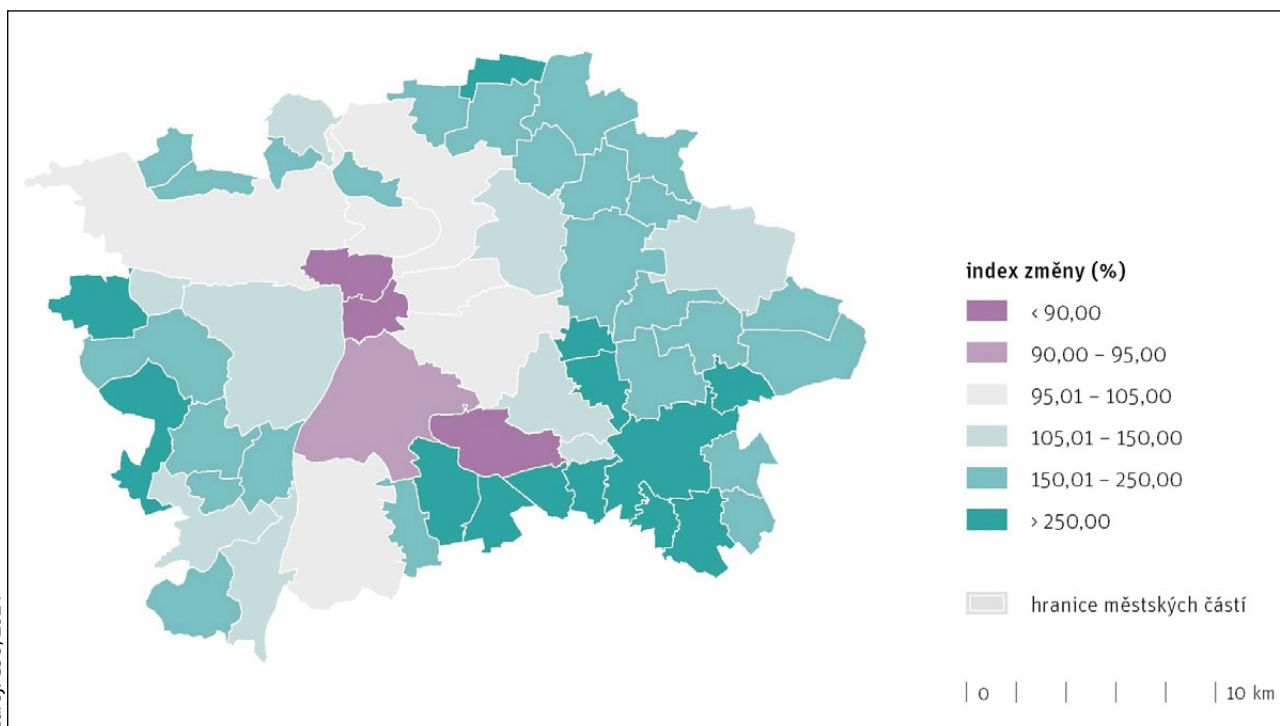 index změny (%)
< 90,00
90,00 – 95,00
95,01 – 105,00
105,01 – 150,00
150,01 – 250,00
> 250,00
hranice městských částí
0 10 km